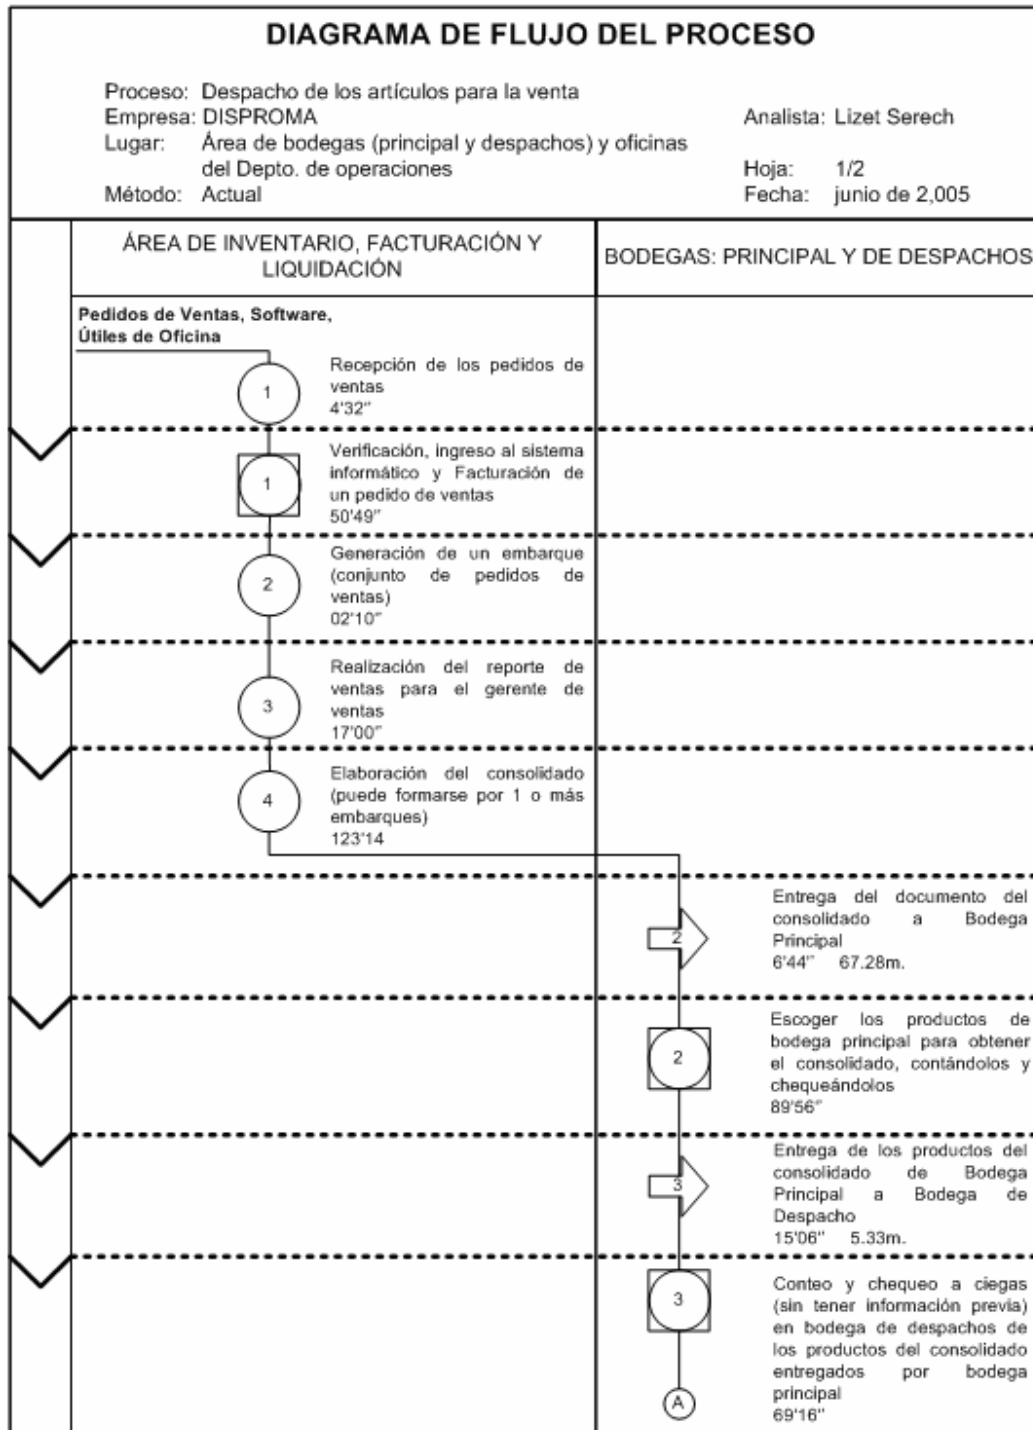 DIAGRAMA DE FLUJO DEL PROCESO
Proceso: Despacho de los artículos para la venta
Empresa: DISPROMA
Analista: Lizet Serech
Lugar: Área de bodegas (principal y despachos) y oficinas
del Depto. de operaciones
Hoja: 1/2
Método: Actual
Fecha: junio de 2,005
ÁREA DE INVENTARIO, FACTURACIÓN Y
LIQUIDACIÓN
BODEGAS: PRINCIPAL Y DE DESPACHOS
Pedidos de Ventas, Software,
Útiles de Oficina
1
Recepción de los pedidos de
ventas
4'32"
1
Verificación, ingreso al sistema
informático y Facturación de
un pedido de ventas
50'49"
2
Generación de un embarque
(conjunto de pedidos de
ventas)
02'10"
3
Realización del reporte de
ventas para el gerente de
ventas
17'00"
4
Elaboración del consolidado
(puede formarse por 1 o más
embarques)
123'14
2
Entrega del documento del
consolidado a Bodega
Principal
6'44" 67.28m.
2
Escoger los productos de
bodega principal para obtener
el consolidado, contándolos y
chequeándolos
89'56"
3
Entrega de los productos del
consolidado de Bodega
Principal a Bodega de
Despacho
15'06" 5.33m.
3
Conteo y chequeo a ciegas
(sin tener información previa)
en bodega de despachos de
los productos del consolidado
entregados por bodega
principal
69'16"
A